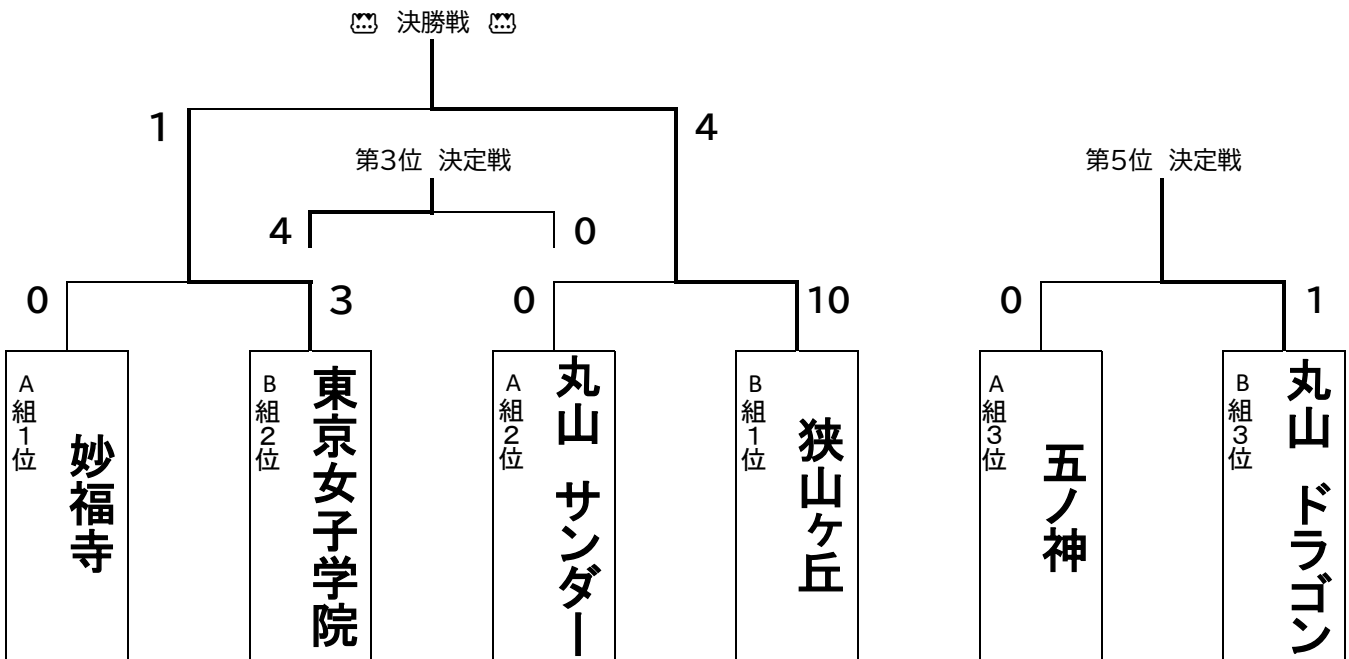 決勝戦
1
4
第3位 決定戦
第5位 決定戦
4
0
0
3
0
10
0
1
A組1位
妙福寺
B組2位
東京女子学院
A組2位
丸山 サンダー
B組1位
狭山ヶ丘
A組3位
五ノ神
B組3位
丸山 ドラゴン